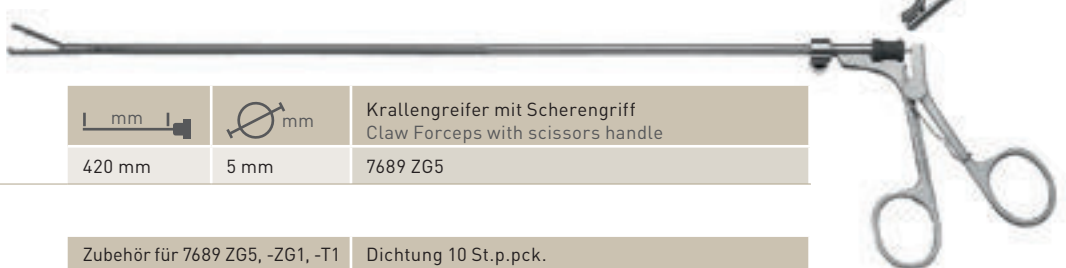 mm
mm
Krallengreifer mit Scherengriff
Claw Forceps with scissors handle
420 mm
5 mm
7689 ZG5
Zubehör für 7689 ZG5, -ZG1, -T1
Dichtung 10 St.p.pck.